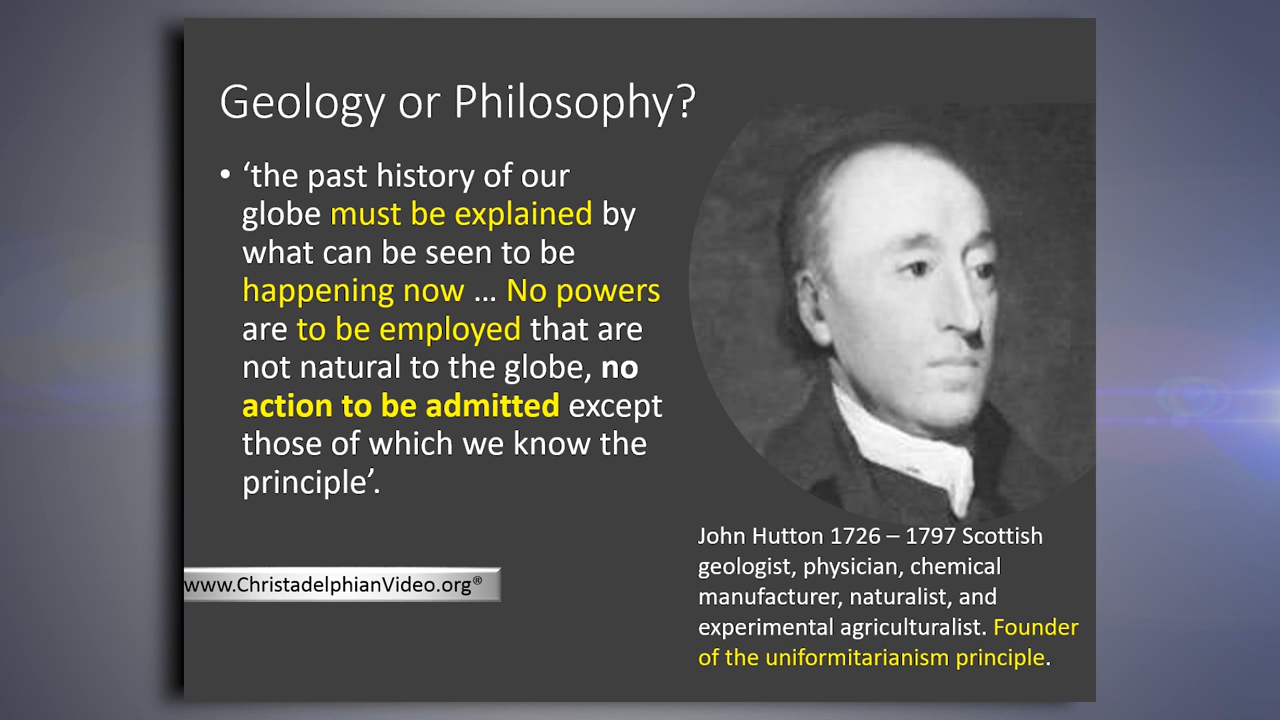 Geology or Philosophy?
• ‘the past history of our
globe must be explained by
what can be seen to be
happening now … No powers
are to be employed that are
not natural to the globe, no
action to be admitted except
those of which we know the
principle’.
www.ChristadelphianVideo.org®
John Hutton 1726 – 1797 Scottish
geologist, physician, chemical
manufacturer, naturalist, and
experimental agriculturalist. Founder
of the uniformitarianism principle.